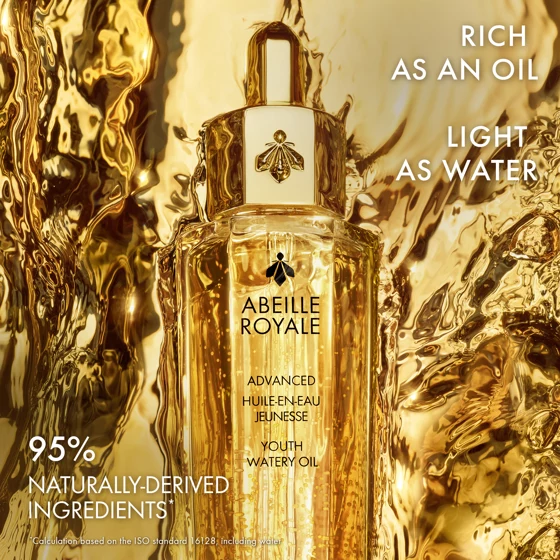 RICH
AS AN OIL
LIGHT
AS WATER
ABEILLE
ROYALE
ADVANCED
HUILE-EN-EAU
JEUNESSE
YOUTH
WATERY OIL
95%
NATURALLY-DERIVED
INGREDIENTS*
*Calculation based on the ISO standard 16128; including water